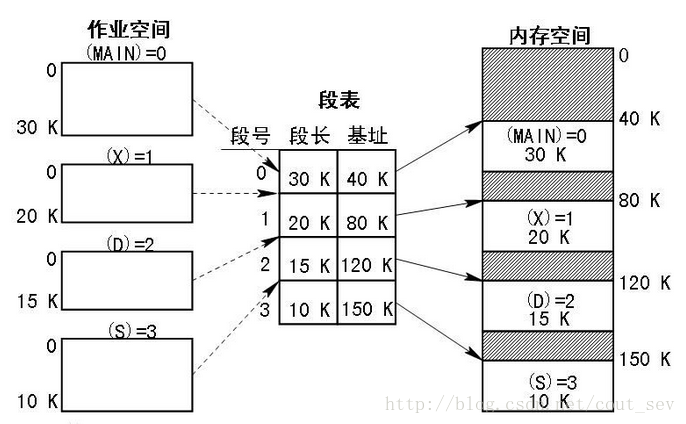 作业空间
(MAIN)=0
0
30 K
(X)=1
0
20 K
(D)=2
0
15 K
(S)=3
0
10 K
段表
段号 段长 基址
0 30 K 40 K
1 20 K 80 K
2 15 K 120 K
3 10 K 150 K
内存空间
0
40 K
(MAIN)=0
30 K
80 K
(X)=1
20 K
120 K
(D)=2
15 K
150 K
(S)=3
10 K
http://blog.csdn.net/cout_sev